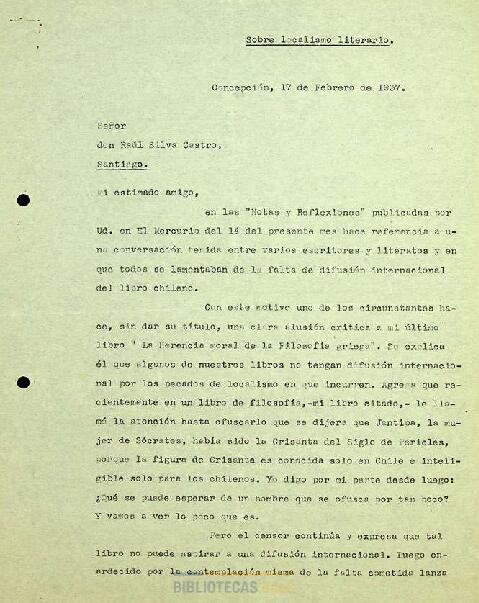 Sobre localismo literario.
Concepción, 17 de Febrero de 1937.
Señor
don Raúl Silva Castro,
Santiago.
Mi estimado amigo,
en las "Notas y Reflexiones" publicadas por
Ud. en El Mercurio del 14 del presente mes hace referencia a u-
na conversación tenida entre varios escritores y literatos y en
que todos se lamentaban de la falta de difusión internacional
del libro chileno.
Con este motivo uno de los circunstantes ha-
ce, sin dar su título, una clara alusión crítica a mi último
libro " La Herencia Moral de la Filosofía griega". Se explica
él que algunos de nuestros libros no tengan difusión internacio-
nal por los pecados de localismo en que incurren. Agrega que re-
cientemente en un libro de filosofía,-mi libro citado,- le lla-
mó la atención hasta ofuscarlo que se dijera que Jantipa, la mu-
jer de Sócrates, había sido la Crisanta del Siglo de Pericles,
porque la figura de Crisanta es conocida solo en Chile e inteli-
gible solo para los chilenos. Yo digo por mi parte desde luego:
¿Qué se puede esperar de un hombre que se ofusca por tan poco?
Y vamos a ver lo poco que es.
Pero el censor continúa y expresa que tal
libro no puede aspirar a una difusión internacional. Luego en-
ardecido por la contemplación misma de la falta cometida lanza
BIBLIOTECAS